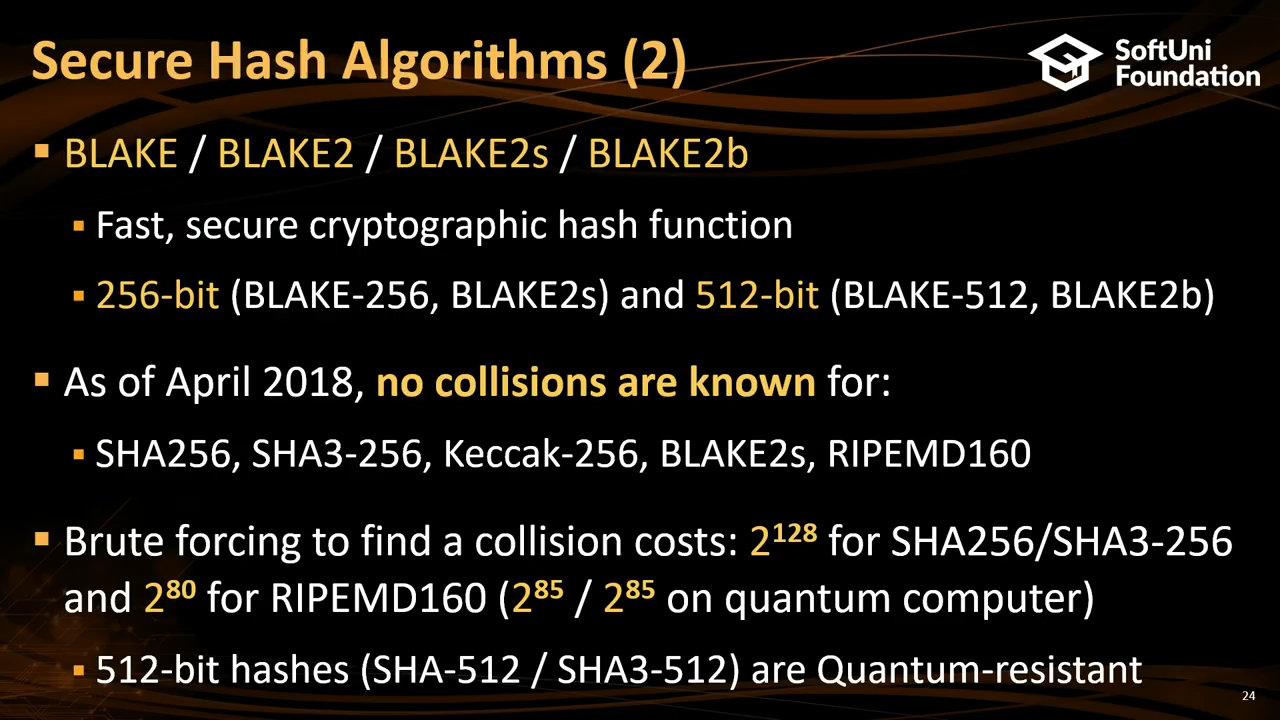 Secure Hash Algorithms (2)
SoftUni
Foundation
▪ BLAKE / BLAKE2 / BLAKE2s / BLAKE2b
▪ Fast, secure cryptographic hash function
▪ 256-bit (BLAKE-256, BLAKE2s) and 512-bit (BLAKE-512, BLAKE2b)
▪ As of April 2018, no collisions are known for:
▪ SHA256, SHA3-256, Keccak-256, BLAKE2s, RIPEMD160
▪ Brute forcing to find a collision costs: 2¹²⁸ for SHA256/SHA3-256
and 2⁸⁰ for RIPEMD160 (2⁸⁵ / 2⁸⁵ on quantum computer)
▪ 512-bit hashes (SHA-512 / SHA3-512) are Quantum-resistant
24